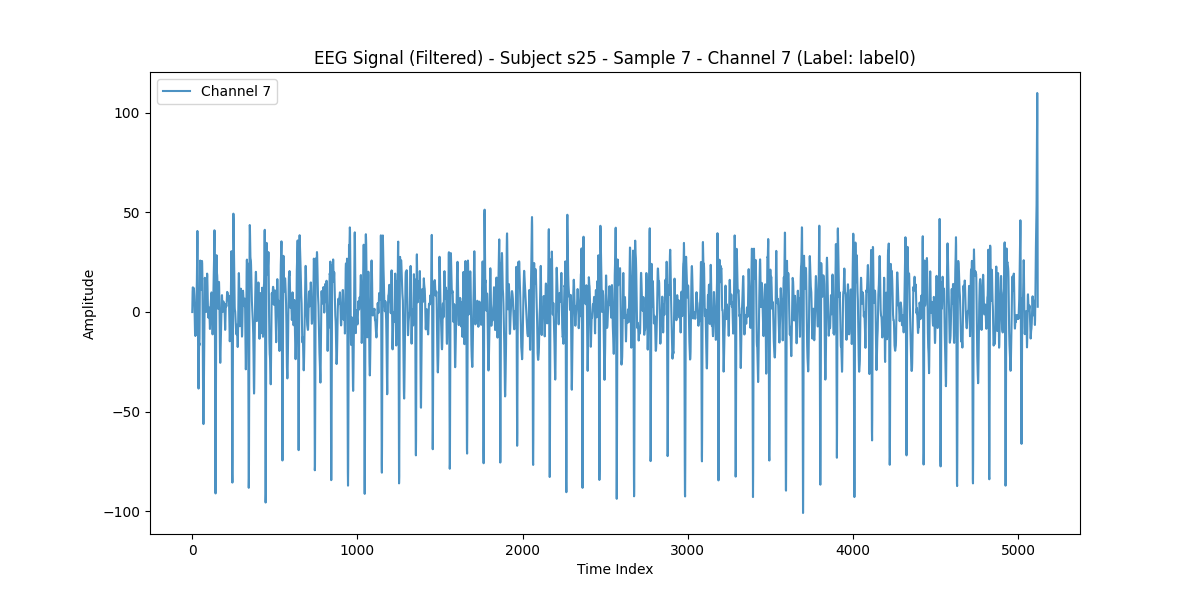 EEG Signal (Filtered) - Subject s25 - Sample 7 - Channel 7 (Label: label0)
Channel 7
100
50
0
−50
−100
Amplitude
0 1000 2000 3000 4000 5000
Time Index